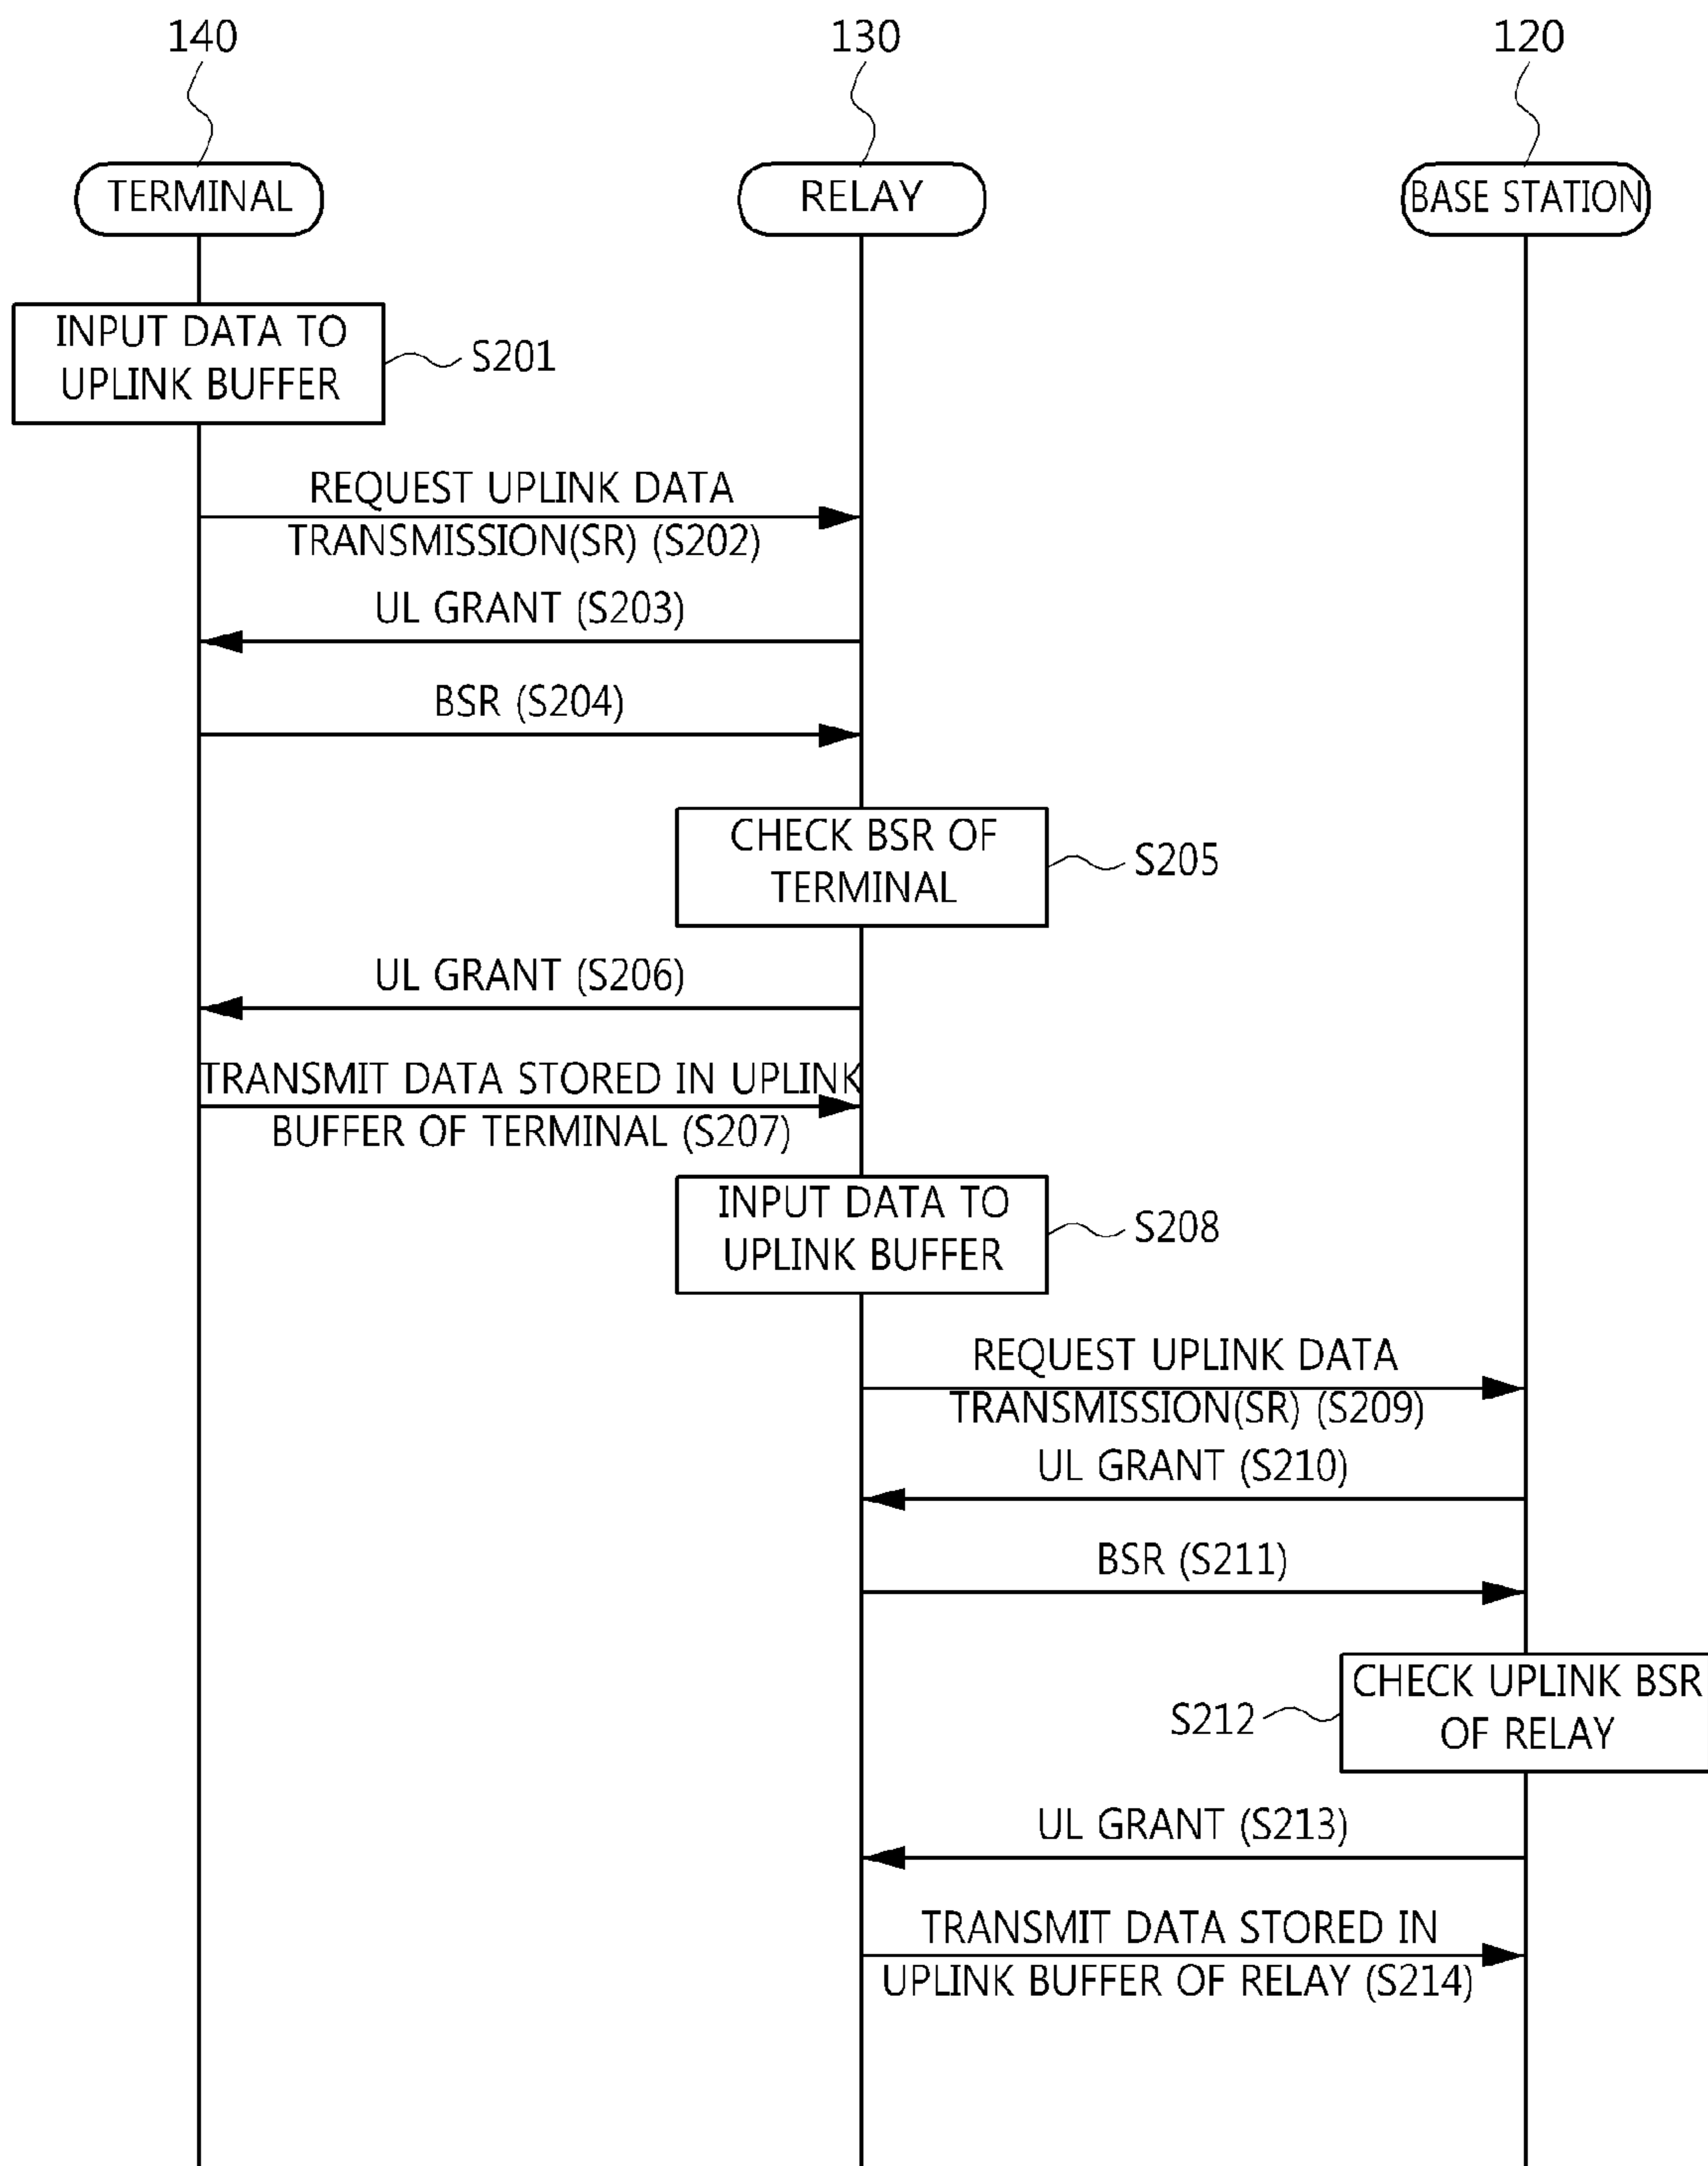 140
130
120
TERMINAL
RELAY
BASE STATION
INPUT DATA TO
UPLINK BUFFER
S201
REQUEST UPLINK DATA
TRANSMISSION(SR) (S202)
UL GRANT (S203)
BSR (S204)
CHECK BSR OF
TERMINAL
S205
UL GRANT (S206)
TRANSMIT DATA STORED IN UPLINK
BUFFER OF TERMINAL (S207)
INPUT DATA TO
UPLINK BUFFER
S208
REQUEST UPLINK DATA
TRANSMISSION(SR) (S209)
UL GRANT (S210)
BSR (S211)
CHECK UPLINK BSR
OF RELAY
S212
UL GRANT (S213)
TRANSMIT DATA STORED IN
UPLINK BUFFER OF RELAY (S214)